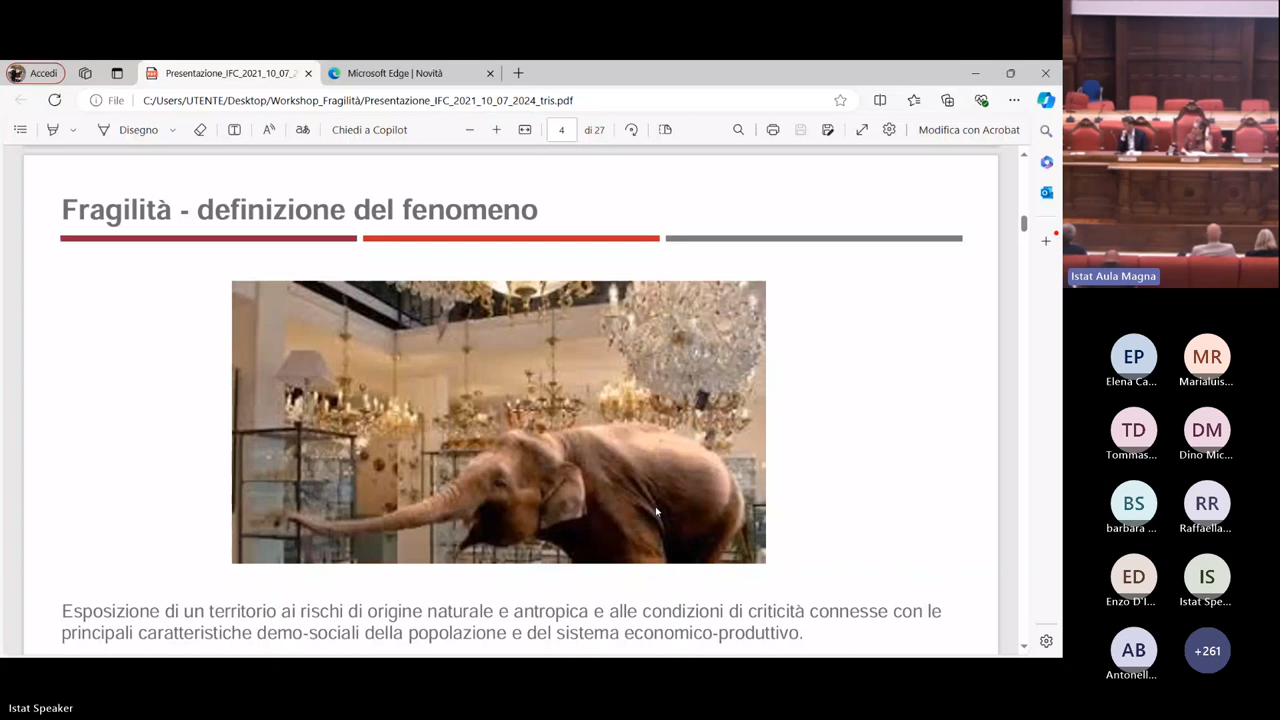 Accedi
Presentazione_IFC_2021_10_07_2
Microsoft Edge | Novità
File
C:/Users/UTENTE/Desktop/Workshop_Fragilità/Presentazione_IFC_2021_10_07_2024_tris.pdf
Disegno
Chiedi a Copilot
4
di 27
Modifica con Acrobat
Fragilità - definizione del fenomeno
Esposizione di un territorio ai rischi di origine naturale e antropica e alle condizioni di criticità connesse con le
principali caratteristiche demo-sociali della popolazione e del sistema economico-produttivo.
Istat Aula Magna
EP MR
Elena Ca... Marialuis...
TD DM
Tommas... Dino Mic...
BS RR
barbara ... Raffaella...
ED IS
Enzo D'I... Istat Spe...
AB +261
Antonell...
Istat Speaker